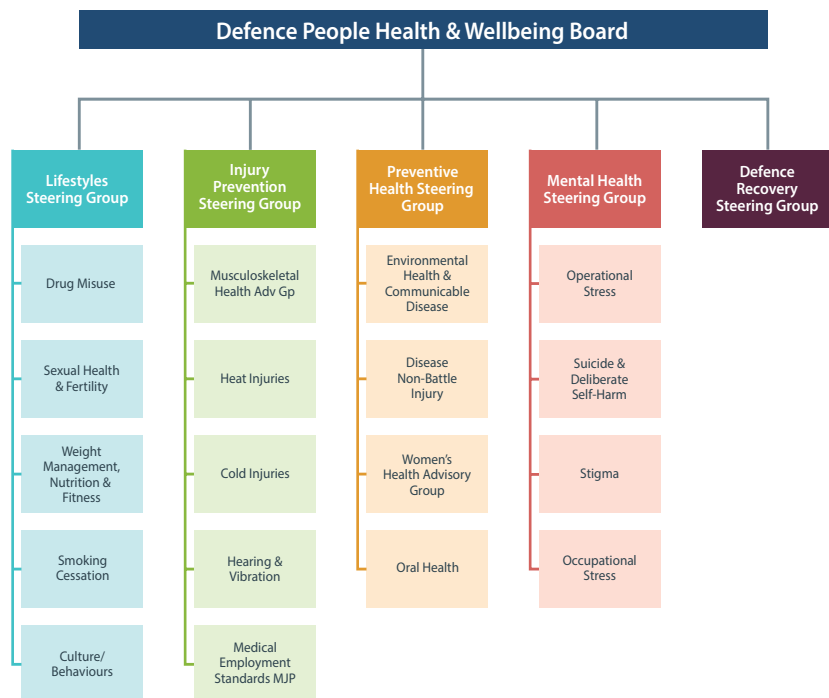 Defence People Health & Wellbeing Board
Lifestyles
Steering Group
Drug Misuse
Sexual Health
& Fertility
Weight
Management,
Nutrition &
Fitness
Smoking
Cessation
Culture/
Behaviours
Injury
Prevention
Steering Group
Musculoskeletal
Health Adv Gp
Heat Injuries
Cold Injuries
Hearing &
Vibration
Medical
Employment
Standards MJP
Preventive
Health Steering
Group
Environmental
Health &
Communicable
Disease
Disease
Non-Battle
Injury
Women’s
Health Advisory
Group
Oral Health
Mental Health
Steering Group
Operational
Stress
Suicide &
Deliberate
Self-Harm
Stigma
Occupational
Stress
Defence
Recovery
Steering Group